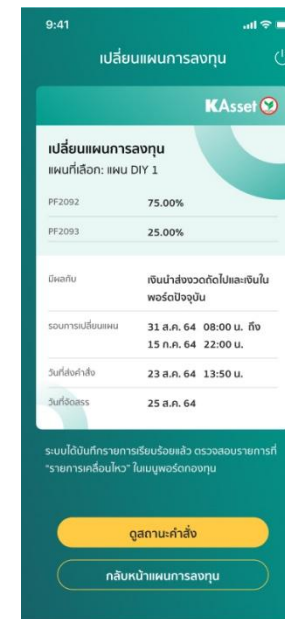 9:41
เปลี่ยนแผนการลงทุน
KAsset
เปลี่ยนแผนการลงทุน
แผนที่เลือก: แผน DIY 1
PF2092 75.00%
PF2093 25.00%
มีผลกับ เงินนำส่งงวดถัดไปและเงินใน
พอร์ตปัจจุบัน
รอบการเปลี่ยนแผน 31 ส.ค. 64 08:00 น. ถึง
15 ก.ค. 64 22:00 น.
วันที่ส่งคำสั่ง 23 ส.ค. 64 13:50 น.
วันที่จัดสรร 25 ส.ค. 64
ระบบได้บันทึกรายการเรียบร้อยแล้ว ตรวจสอบรายการที่
"รายการเคลื่อนไหว" ในเมนูพอร์ตกองทุน
ดูสถานะคำสั่ง
กลับหน้าแผนการลงทุน